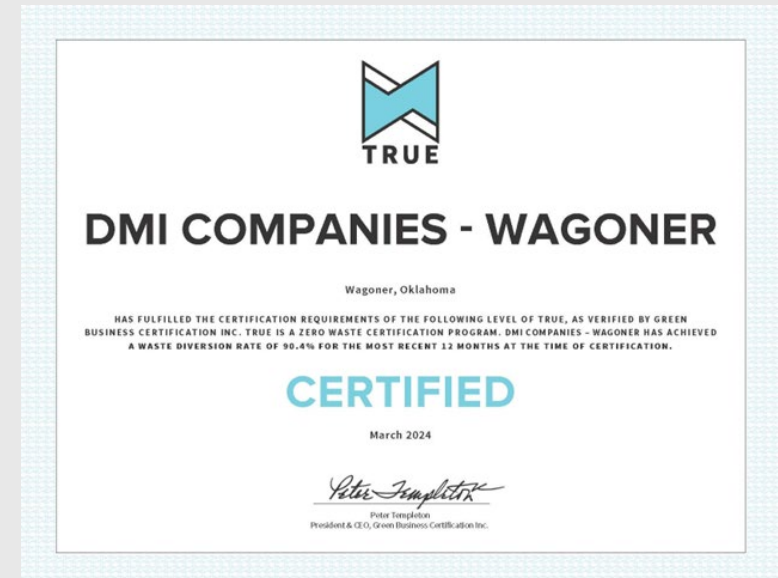 TRUE
DMI COMPANIES - WAGONER
Wagoner, Oklahoma
HAS FULFILLED THE CERTIFICATION REQUIREMENTS OF THE FOLLOWING LEVEL OF TRUE, AS VERIFIED BY GREEN
BUSINESS CERTIFICATION INC. TRUE IS A ZERO WASTE CERTIFICATION PROGRAM. DMI COMPANIES – WAGONER HAS ACHIEVED
A WASTE DIVERSION RATE OF 90.4% FOR THE MOST RECENT 12 MONTHS AT THE TIME OF CERTIFICATION.
CERTIFIED
March 2024
Peter Templeton
Peter Templeton
President & CEO, Green Business Certification Inc.